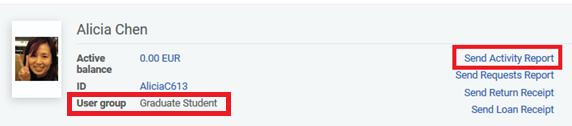 Alicia Chen
Active balance 0.00 EUR
Send Activity Report
Send Requests Report
ID AliciaC613
Send Return Receipt
User group Graduate Student
Send Loan Receipt